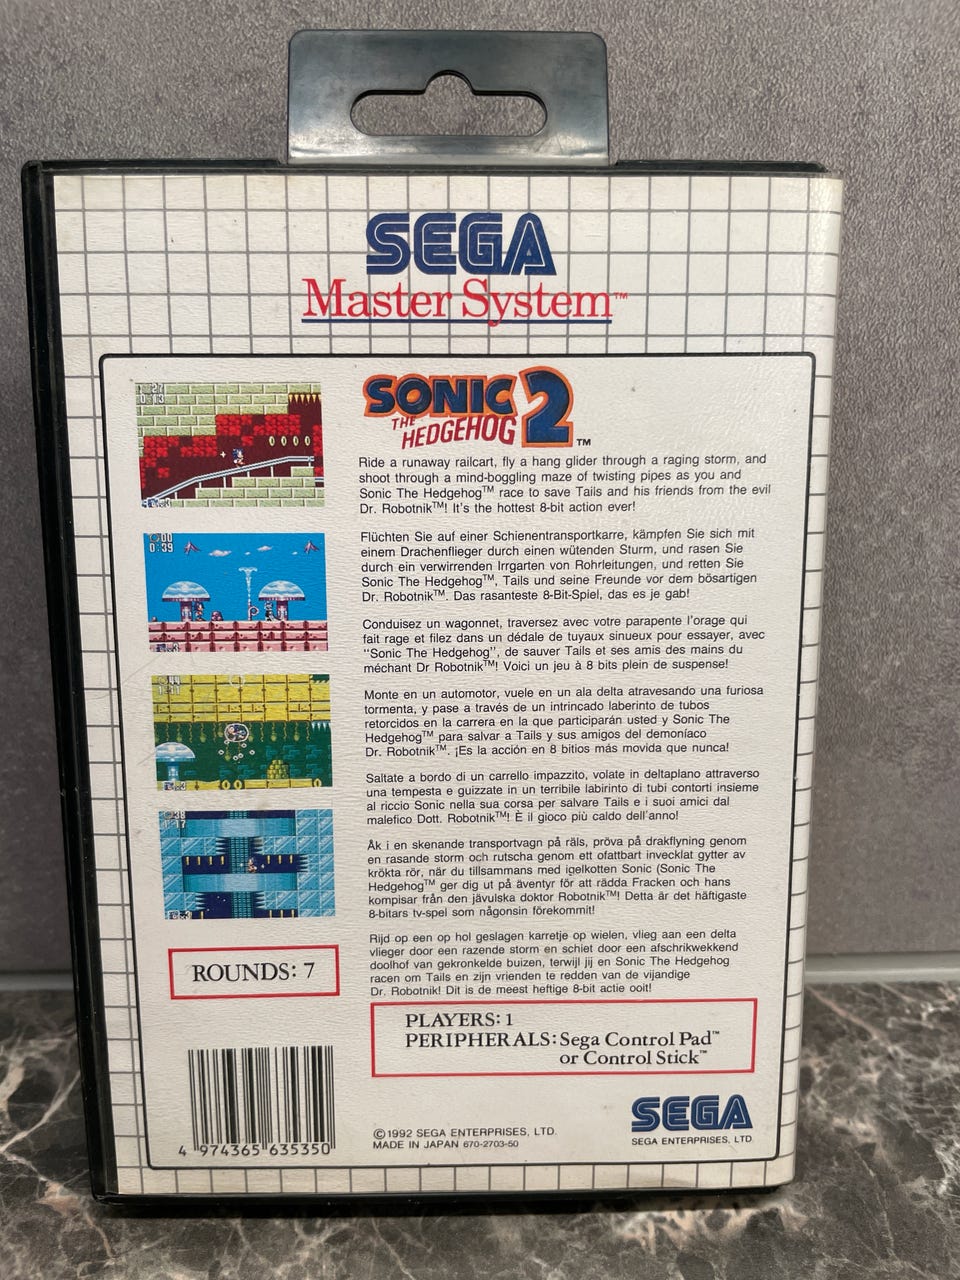 SEGA
Master System™
SONIC
THE
HEDGEHOG 2™
Ride a runaway railcart, fly a hang glider through a raging storm, and
shoot through a mind-boggling maze of twisting pipes as you and
Sonic The Hedgehog™ race to save Tails and his friends from the evil
Dr. Robotnik™! It's the hottest 8-bit action ever!
Flüchten Sie auf einer Schienentransportkarre, kämpfen Sie sich mit
einem Drachenflieger durch einen wütenden Sturm, und rasen Sie
durch ein verwirrenden Irrgarten von Rohrleitungen, und retten Sie
Sonic The Hedgehog™, Tails und seine Freunde vor dem bösartigen
Dr. Robotnik™. Das rasanteste 8-Bit-Spiel, das es je gab!
Conduisez un wagonnet, traversez avec votre parapente l'orage qui
fait rage et filez dans un dédale de tuyaux sinueux pour essayer, avec
"Sonic The Hedgehog", de sauver Tails et ses amis des mains du
méchant Dr Robotnik™! Voici un jeu à 8 bits plein de suspense!
Monte en un automotor, vuele en un ala delta atravesando una furiosa
tormenta, y pase a través de un intrincado laberinto de tubos
retorcidos en la carrera en la que participarán usted y Sonic The
Hedgehog™ para salvar a Tails y sus amigos del demoníaco
Dr. Robotnik™. ¡Es la acción en 8 bitios más movida que nunca!
Saltate a bordo di un carrello impazzito, volate in deltaplano attraverso
una tempesta e guizzate in un terribile labirinto di tubi contorti insieme
al riccio Sonic nella sua corsa per salvare Tails e i suoi amici dal
malefico Dott. Robotnik™! È il gioco più caldo dell'anno!
Åk i en skenande transportvagn på räls, pröva på drakflyning genom
en rasande storm och rutscha genom ett ofattbart invecklat gytter av
krökta rör, när du tillsammans med igelkotten Sonic (Sonic The
Hedgehog™ ger dig ut på äventyr för att rädda Fracken och hans
kompisar från den jävulska doktor Robotnik™! Detta är det häftigaste
8-bitars tv-spel som någonsin förekommit!
Rijd op een op hol geslagen karretje op wielen, vlieg aan een delta
vlieger door een razende storm en schiet door een afschrikwekkend
doolhof van gekronkelde buizen, terwijl jij en Sonic The Hedgehog
racen om Tails en zijn vrienden te redden van de vijandige
Dr. Robotnik! Dit is de meest heftige 8-bit actie ooit!
ROUNDS: 7
PLAYERS: 1
PERIPHERALS: Sega Control Pad™
or Control Stick™
4 974365 635350
©1992 SEGA ENTERPRISES, LTD.
MADE IN JAPAN 670-2703-50
SEGA
SEGA ENTERPRISES, LTD.